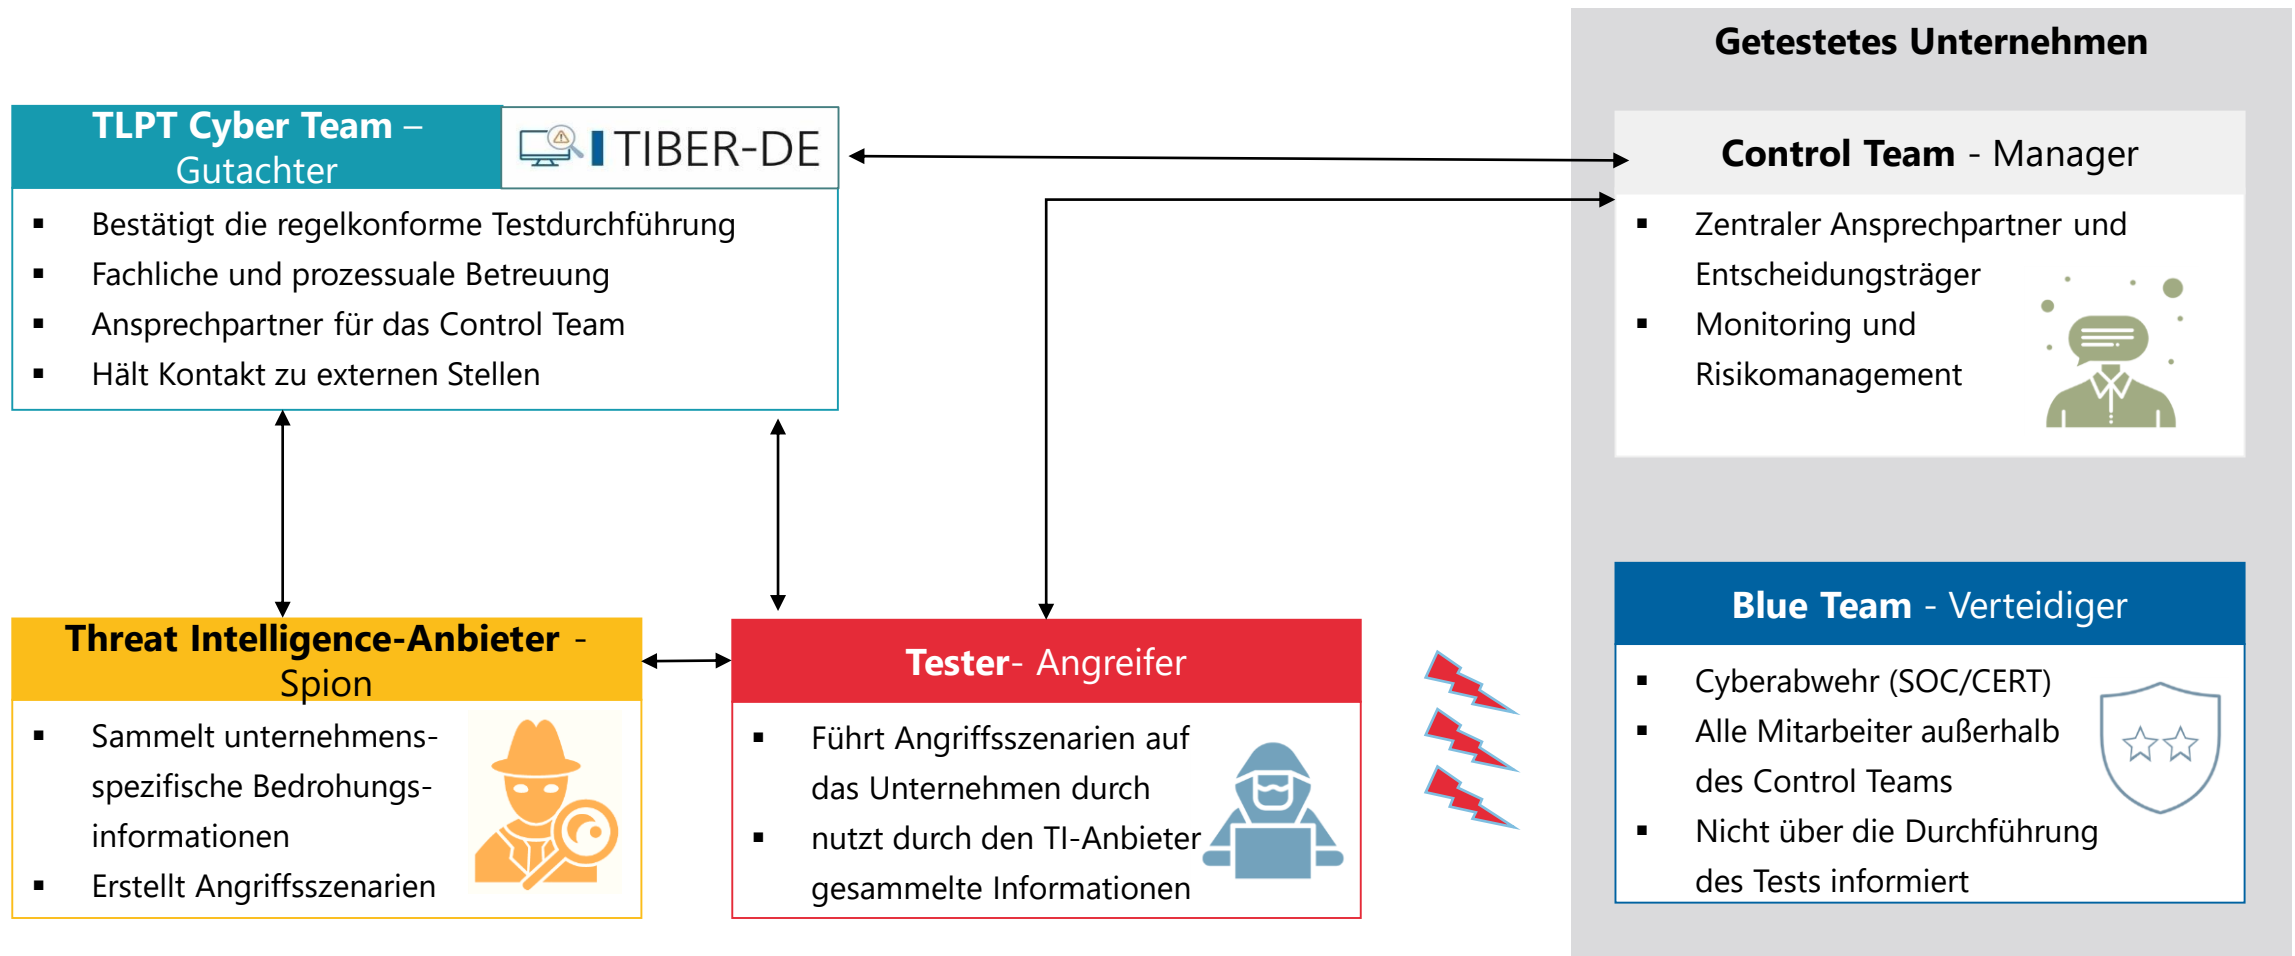 Getestetes Unternehmen
TLPT Cyber Team –
Gutachter
TIBER-DE
Bestätigt die regelkonforme Testdurchführung
Fachliche und prozessuale Betreuung
Ansprechpartner für das Control Team
Hält Kontakt zu externen Stellen
Control Team - Manager
Zentraler Ansprechpartner und
Entscheidungsträger
Monitoring und
Risikomanagement
Threat Intelligence-Anbieter -
Spion
Sammelt unternehmens-
spezifische Bedrohungs-
informationen
Erstellt Angriffsszenarien
Tester- Angreifer
Führt Angriffsszenarien auf
das Unternehmen durch
nutzt durch den TI-Anbieter
gesammelte Informationen
Blue Team - Verteidiger
Cyberabwehr (SOC/CERT)
Alle Mitarbeiter außerhalb
des Control Teams
Nicht über die Durchführung
des Tests informiert